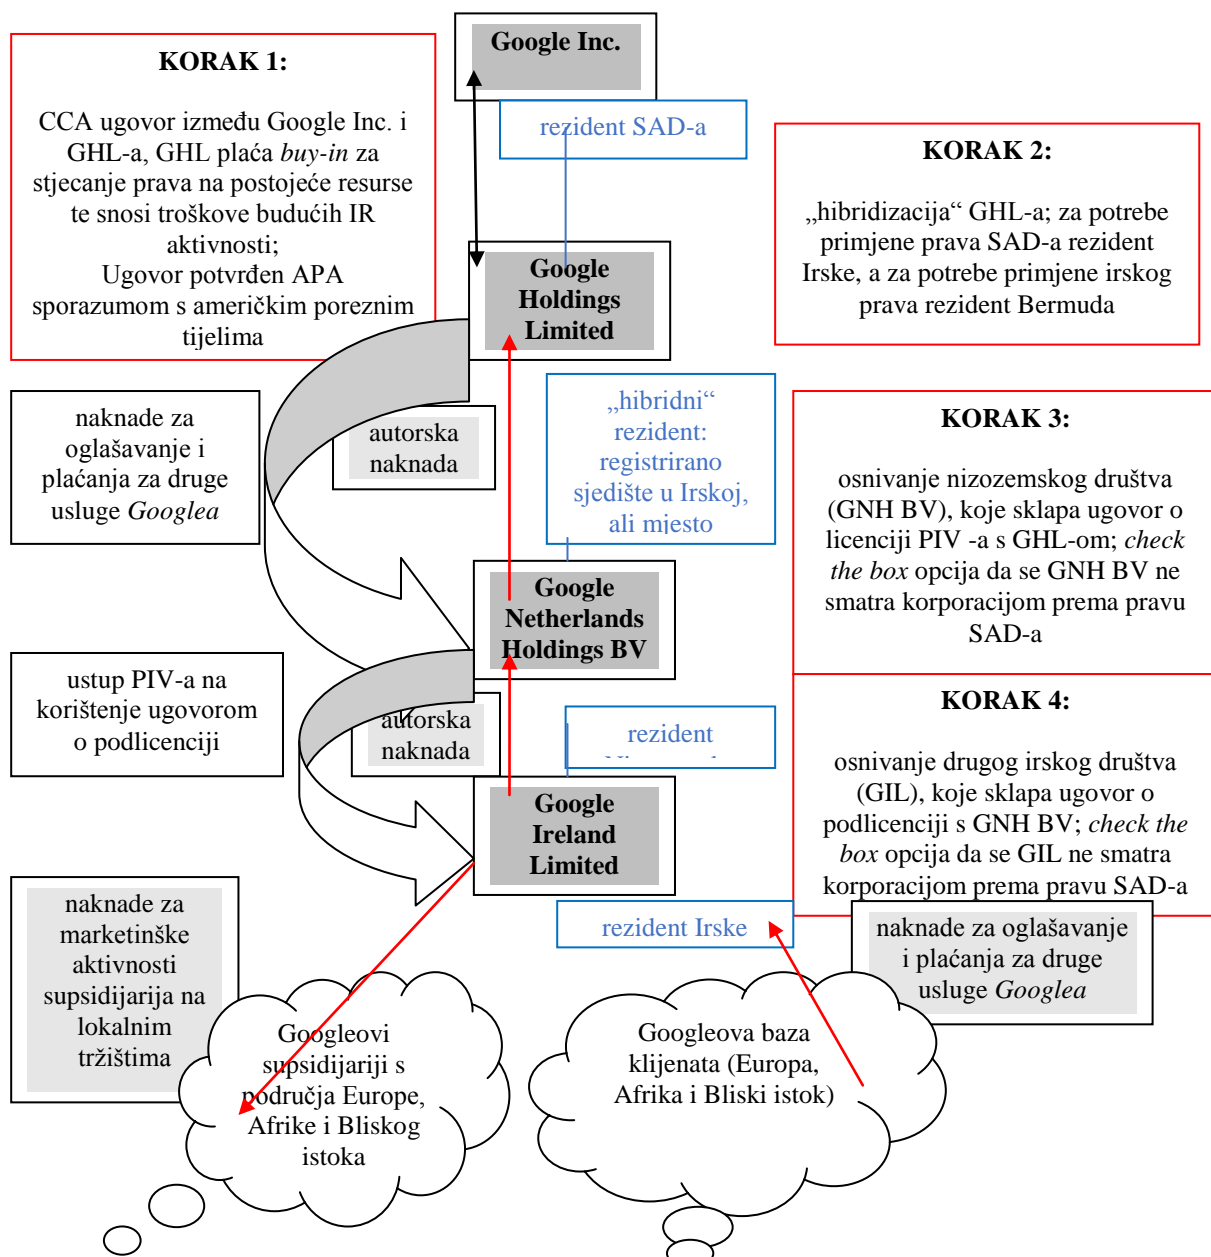 Google Inc.
KORAK 1:
CCA ugovor između Google Inc. i
GHL-a, GHL plaća buy-in za
stjecanje prava na postojeće resurse
te snosi troškove budućih IR
aktivnosti;
Ugovor potvrđen APA
sporazumom s američkim poreznim
tijelima
rezident SAD-a
KORAK 2:
„hibridizacija“ GHL-a; za potrebe
primjene prava SAD-a rezident
Irske, a za potrebe primjene irskog
prava rezident Bermuda
Google
Holdings
Limited
naknade za
oglašavanje i
plaćanja za druge
usluge Googlea
autorska
naknada
„hibridni“
rezident:
registrirano
sjedište u Irskoj,
ali mjesto
KORAK 3:
osnivanje nizozemskog društva
(GNH BV), koje sklapa ugovor o
licenciji PIV -a s GHL-om; check
the box opcija da se GNH BV ne
smatra korporacijom prema pravu
SAD-a
Google
Netherlands
Holdings BV
ustup PIV-a na
korištenje ugovorom
o podlicenciji
autorska
naknada
rezident
KORAK 4:
osnivanje drugog irskog društva
(GIL), koje sklapa ugovor o
podlicenciji s GNH BV; check the
box opcija da se GIL ne smatra
korporacijom prema pravu SAD-a
Google
Ireland
Limited
rezident Irske
naknade za
marketinške
aktivnosti
supsidijarija na
lokalnim
tržištima
naknade za oglašavanje
i plaćanja za druge
usluge Googlea
Googleovi
supsidijariji s
područja Europe,
Afrike i Bliskog
istoka
Googleova baza
klijenata (Europa,
Afrika i Bliski istok)